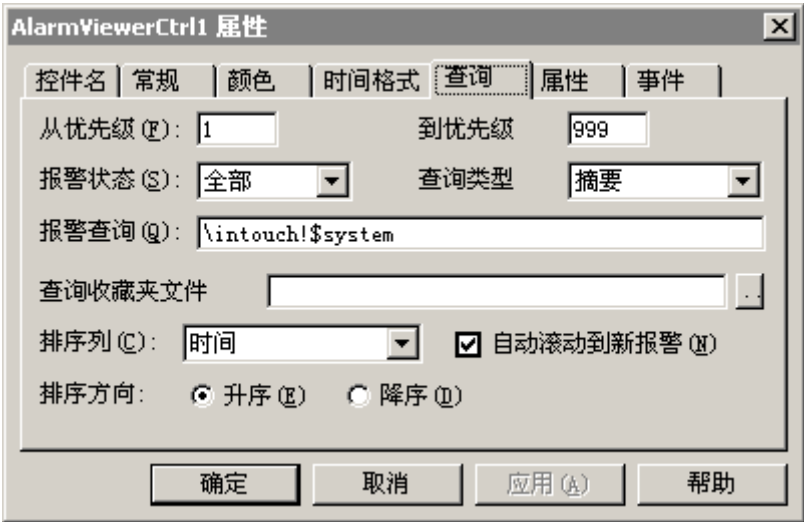 AlarmViewerCtrl1 属性
控件名 常规 颜色 时间格式 查询 属性 事件
从优先级(F): 1 到优先级 999
报警状态(S): 全部 查询类型 摘要
报警查询(Q): \intouch!$system
查询收藏夹文件 ..
排序列(C): 时间 自动滚动到新报警(N)
排序方向: 升序(E) 降序(D)
确定 取消 应用(A) 帮助